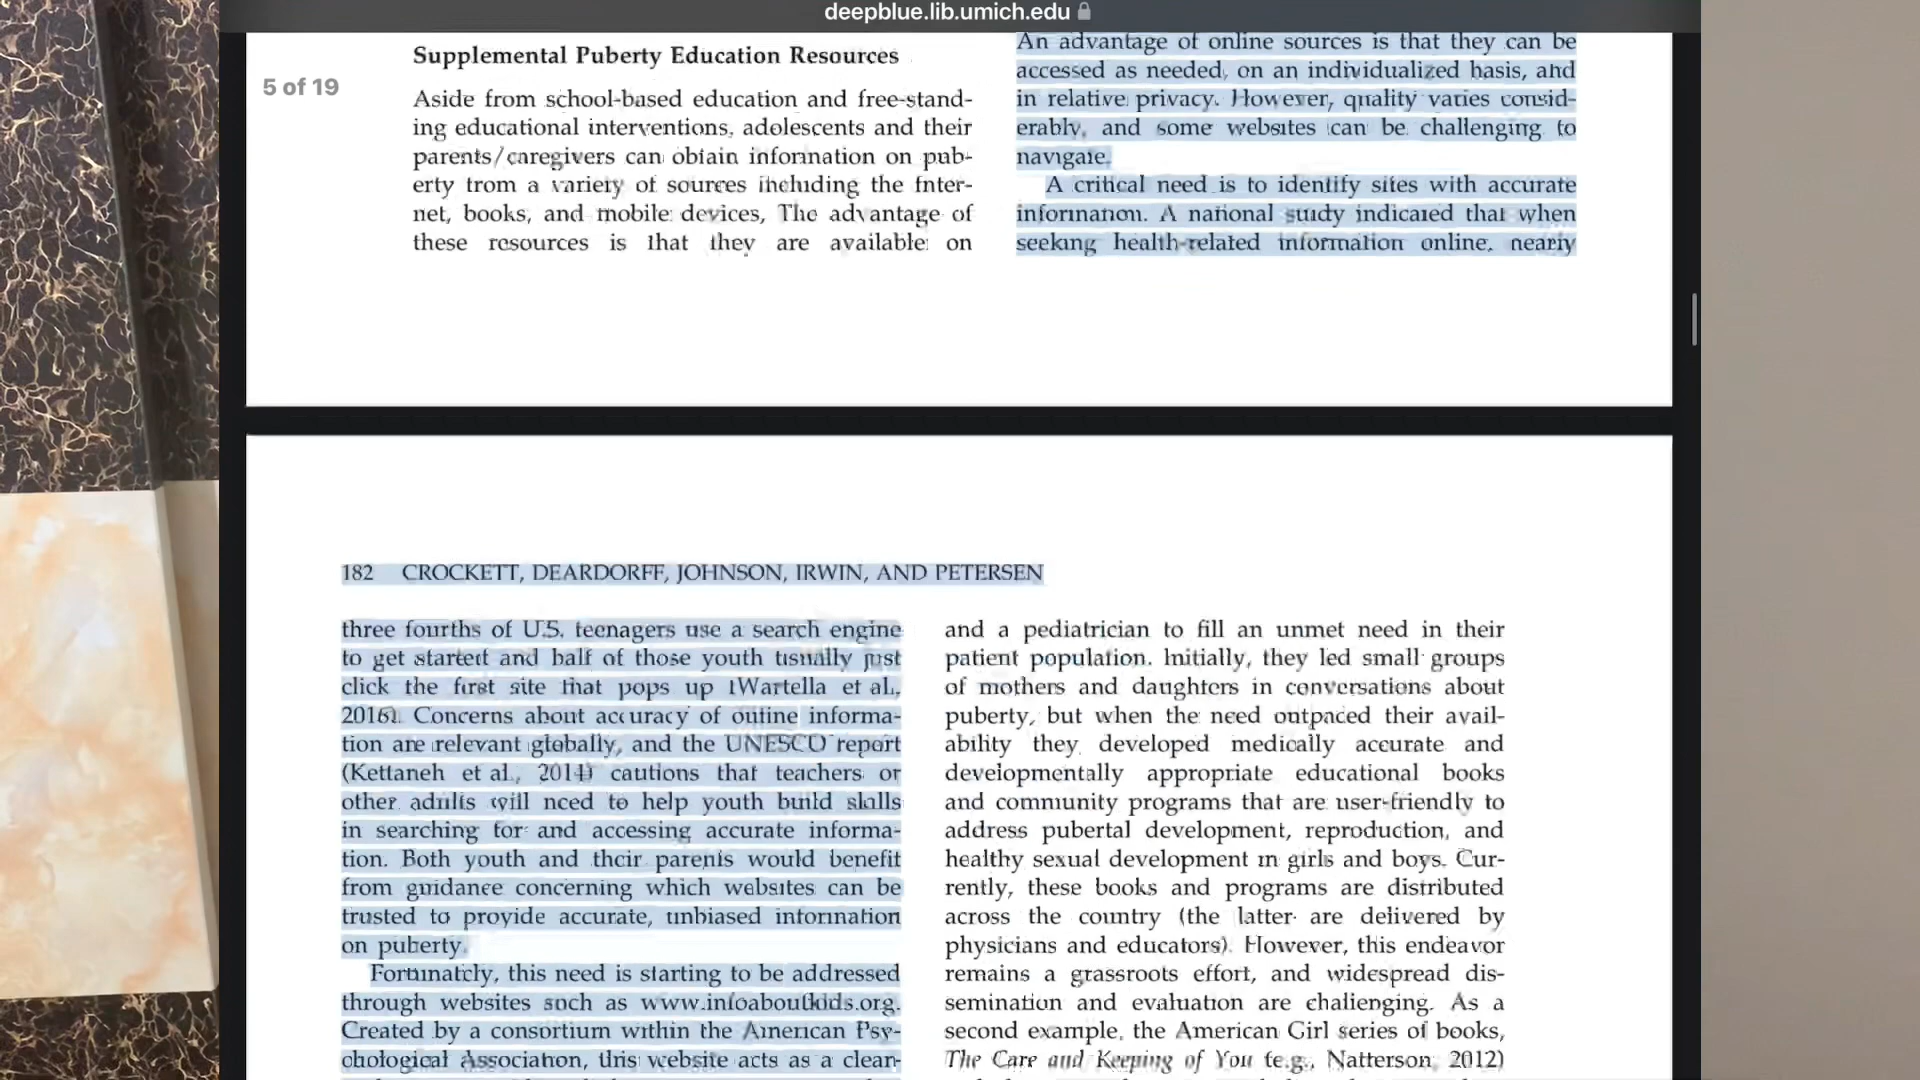 deepblue.lib.umich.edu
5 of 19
Supplemental Puberty Education Resources
Aside from school-based education and free-stand-
ing educational interventions, adolescents and their
parents/caregivers can obtain information on pub-
erty from a variety of sources including the Inter-
net, books, and mobile devices. The advantage of
these resources is that they are available on
An advantage of online sources is that they can be
accessed as needed, on an individualized basis, and
in relative privacy. However, quality varies consid-
erably, and some websites can be challenging to
navigate.
A critical need is to identify sites with accurate
information. A national study indicated that when
seeking health-related information online, nearly
182 CROCKETT, DEARDORFF, JOHNSON, IRWIN, AND PETERSEN
three fourths of U.S. teenagers use a search engine
to get started and half of those youth usually just
click the first site that pops up (Wartella et al.,
2016). Concerns about accuracy of online informa-
tion are relevant globally, and the UNESCO report
(Kettaneh et al., 2014) cautions that teachers or
other adults will need to help youth build skills
in searching for and accessing accurate informa-
tion. Both youth and their parents would benefit
from guidance concerning which websites can be
trusted to provide accurate, unbiased information
on puberty.
Fortunately, this need is starting to be addressed
through websites such as www.infoaboutkids.org.
Created by a consortium within the American Psy-
chological Association, this website acts as a clean-
and a pediatrician to fill an unmet need in their
patient population. Initially, they led small groups
of mothers and daughters in conversations about
puberty, but when the need outpaced their avail-
ability they developed medically accurate and
developmentally appropriate educational books
and community programs that are user-friendly to
address pubertal development, reproduction, and
healthy sexual development in girls and boys. Cur-
rently, these books and programs are distributed
across the country (the latter are delivered by
physicians and educators). However, this endeavor
remains a grassroots effort, and widespread dis-
semination and evaluation are challenging. As a
second example, the American Girl series of books,
The Care and Keeping of You (e.g., Natterson, 2012)